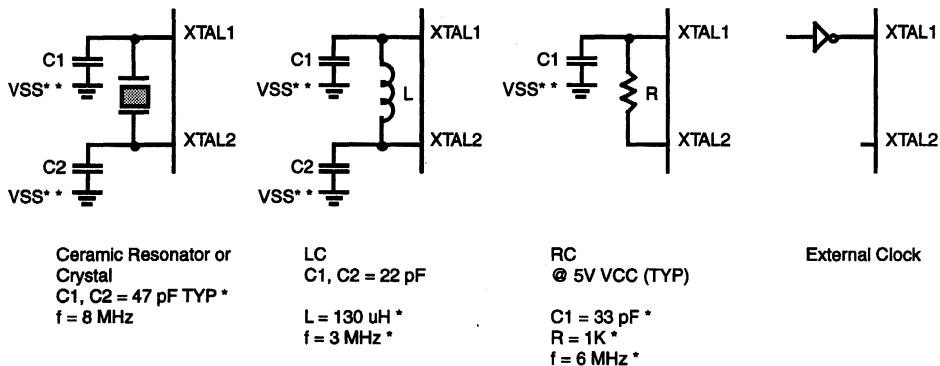 XTAL1
C1
VSS* *
XTAL2
C2
VSS* *
XTAL1
C1
VSS* *
L
XTAL2
C2
VSS* *
XTAL1
C1
VSS* *
R
XTAL2
XTAL1
XTAL2
Ceramic Resonator or
Crystal
C1, C2 = 47 pF TYP *
f = 8 MHz
LC
C1, C2 = 22 pF
L = 130 uH *
f = 3 MHz *
RC
@ 5V VCC (TYP)
C1 = 33 pF *
R = 1K *
f = 6 MHz *
External Clock